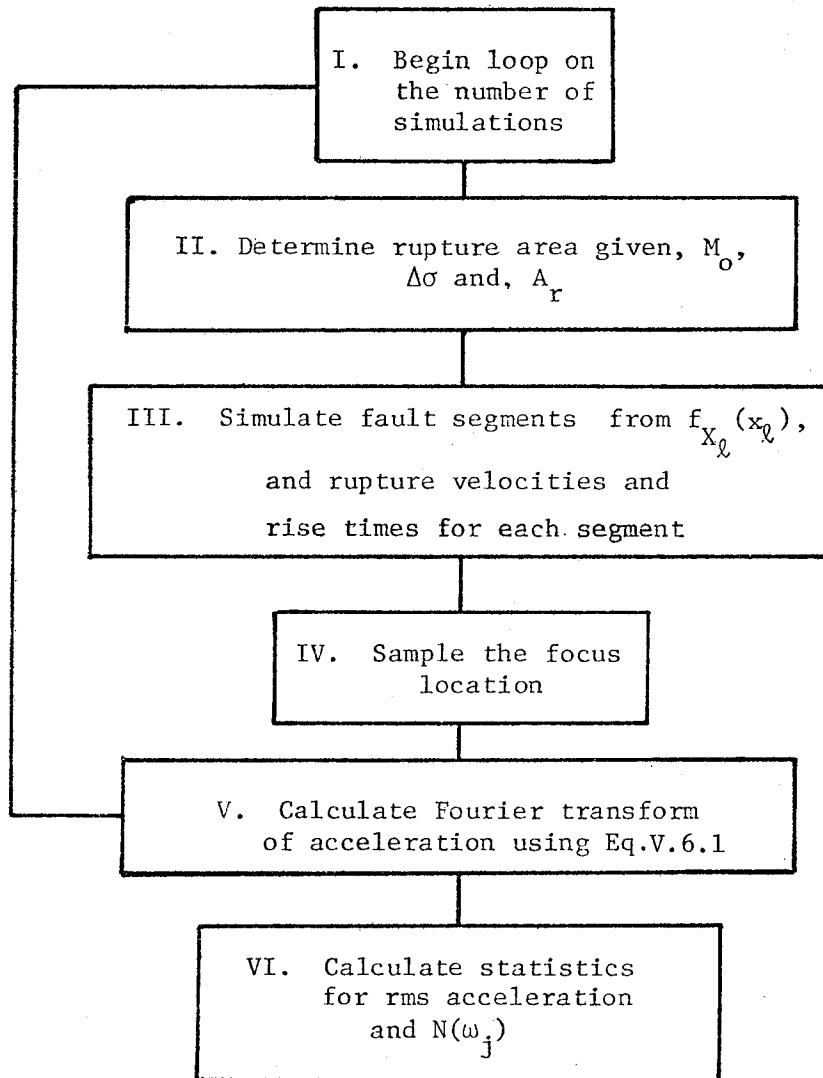 I. Begin loop on
the number of
simulations
II. Determine rupture area given, M_o,
Δσ and, A_r
III. Simulate fault segments from f_{X_ℓ}(x_ℓ),
and rupture velocities and
rise times for each segment
IV. Sample the focus
location
V. Calculate Fourier transform
of acceleration using Eq.V.6.1
VI. Calculate statistics
for rms acceleration
and N(ω_j)